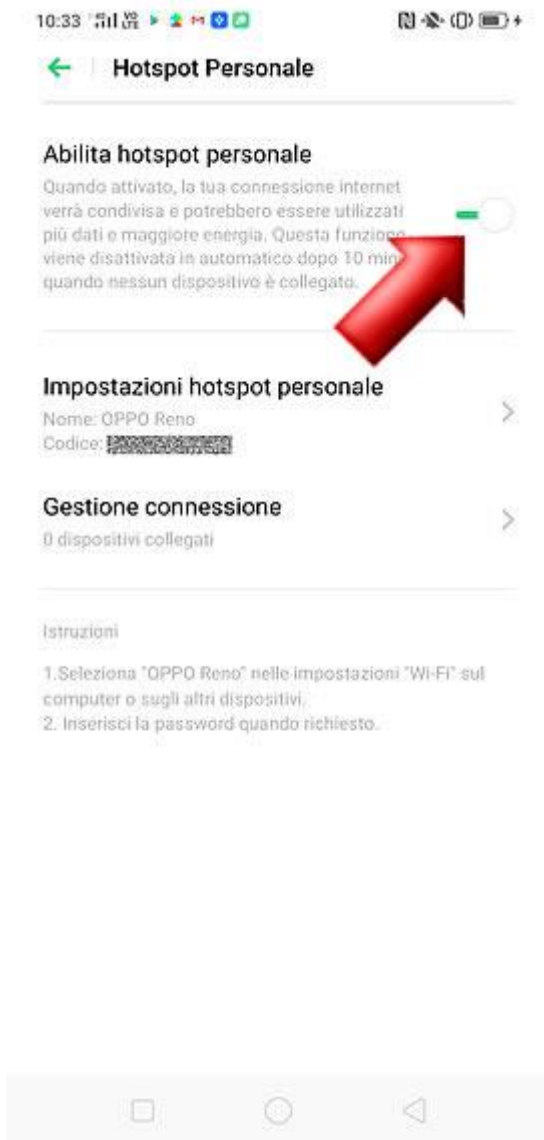 10:33
Hotspot Personale
Abilita hotspot personale
Quando attivato, la tua connessione internet
verrà condivisa e potrebbero essere utilizzati
più dati e maggiore energia. Questa funzione
viene disattivata in automatico dopo 10 min
quando nessun dispositivo è collegato.
Impostazioni hotspot personale
Nome: OPPO Reno
Codice:
Gestione connessione
0 dispositivi collegati
Istruzioni
1.Seleziona "OPPO Reno" nelle impostazioni "Wi-Fi" sul
computer o sugli altri dispositivi.
2. Inserisci la password quando richiesto.